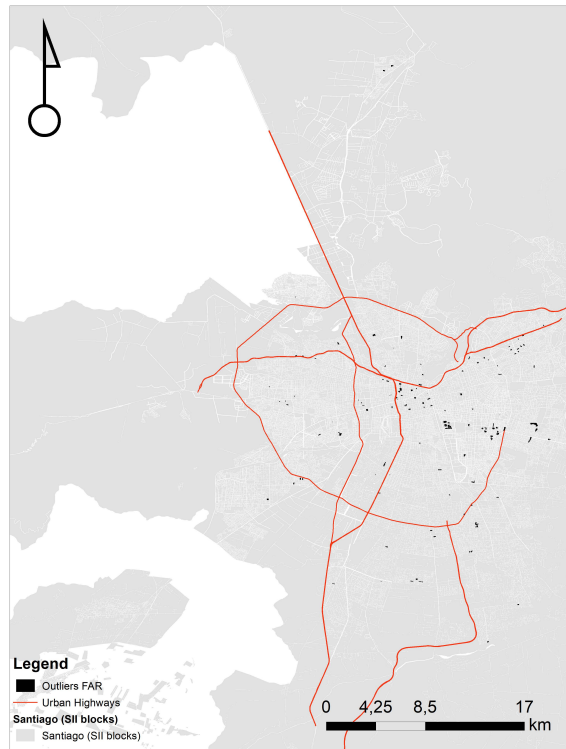 Legend
Outliers FAR
Urban Highways
Santiago (SII blocks)
Santiago (SII blocks)
0 4,25 8,5 17
km